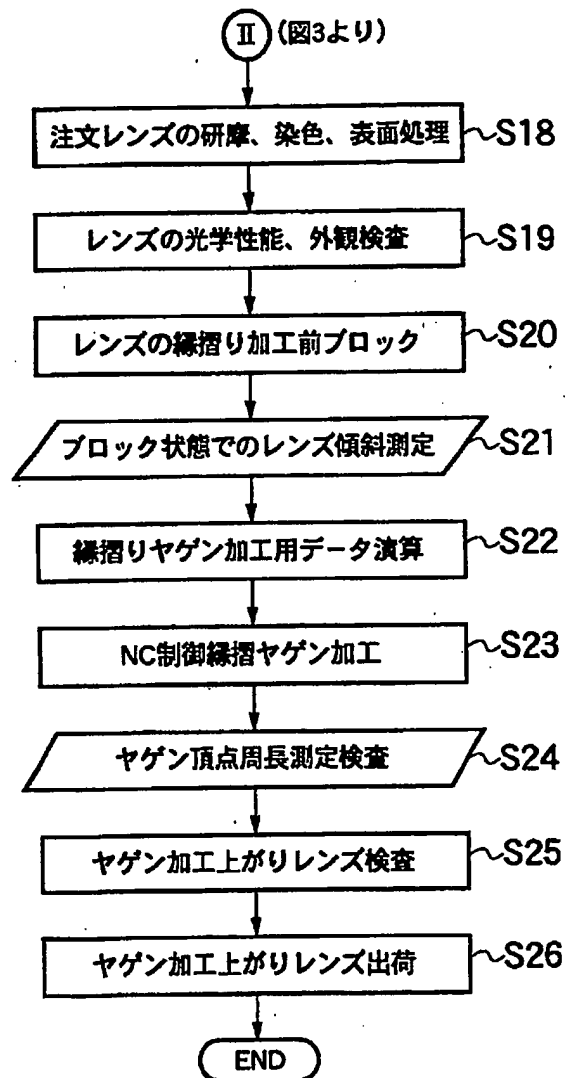 Ⅱ (図3より)
注文レンズの研摩、染色、表面処理 S18
レンズの光学性能、外観検査 S19
レンズの縁摺り加工前ブロック S20
ブロック状態でのレンズ傾斜測定 S21
縁摺りヤゲン加工用データ演算 S22
NC制御縁摺ヤゲン加工 S23
ヤゲン頂点周長測定検査 S24
ヤゲン加工上がりレンズ検査 S25
ヤゲン加工上がりレンズ出荷 S26
END